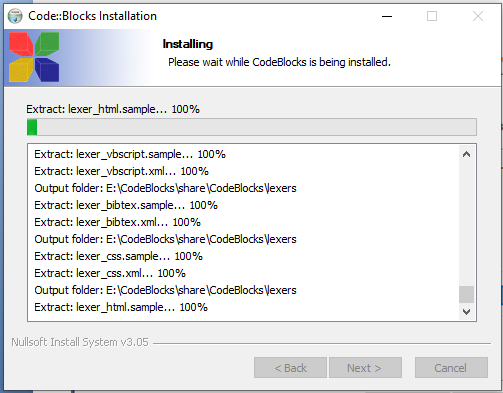 Code::Blocks Installation
Installing
Please wait while CodeBlocks is being installed.
Extract: lexer_html.sample... 100%
Extract: lexer_vbscript.sample... 100%
Extract: lexer_vbscript.xml... 100%
Output folder: E:\CodeBlocks\share\CodeBlocks\lexers
Extract: lexer_bibtex.sample... 100%
Extract: lexer_bibtex.xml... 100%
Output folder: E:\CodeBlocks\share\CodeBlocks\lexers
Extract: lexer_css.sample... 100%
Extract: lexer_css.xml... 100%
Output folder: E:\CodeBlocks\share\CodeBlocks\lexers
Extract: lexer_html.sample... 100%
Nullsoft Install System v3.05
< Back Next > Cancel